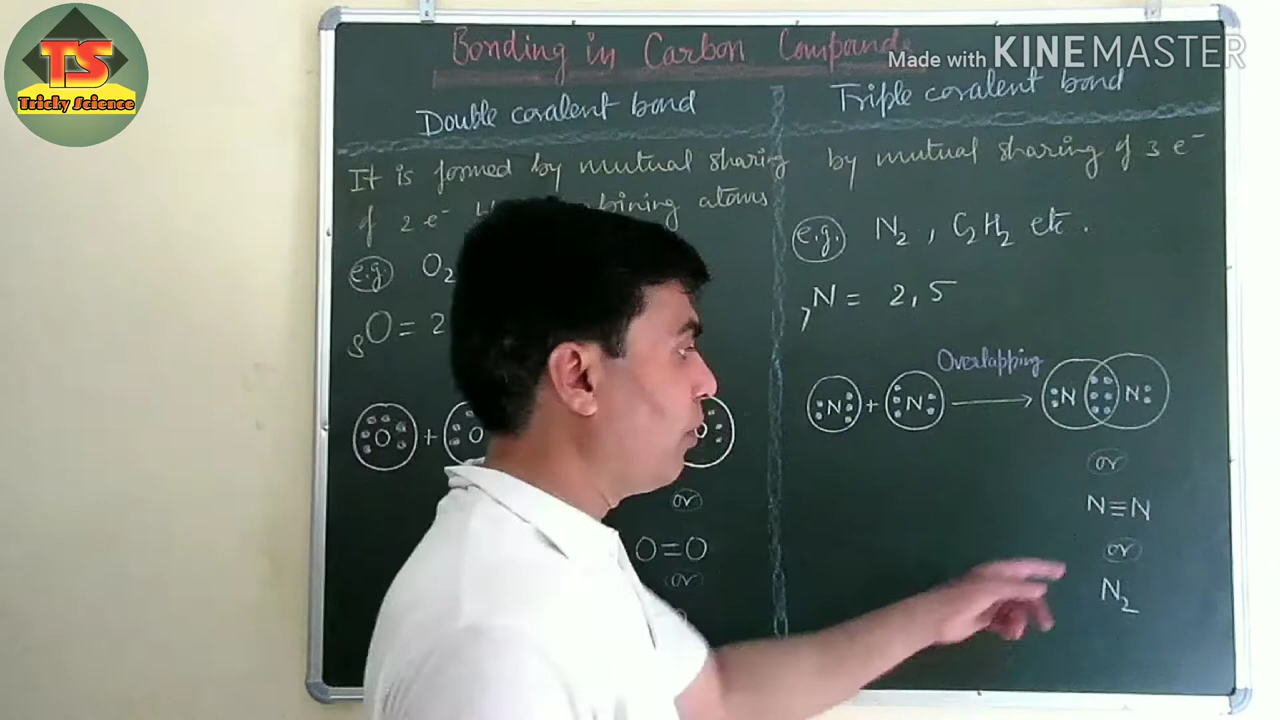 TS
Tricky Science
Made with KINEMASTER
Bonding in Carbon Compounds
Double covalent bond
It is formed by mutual sharing
of 2 e⁻ atoms
e.g. O₂
₈O = 2
O + O
O
or
O=O
or
Triple covalent bond
by mutual sharing of 3 e⁻
e.g. N₂, C₂H₂ etc.
₇N = 2, 5
Overlapping
N + N → N N
or
N≡N
or
N₂